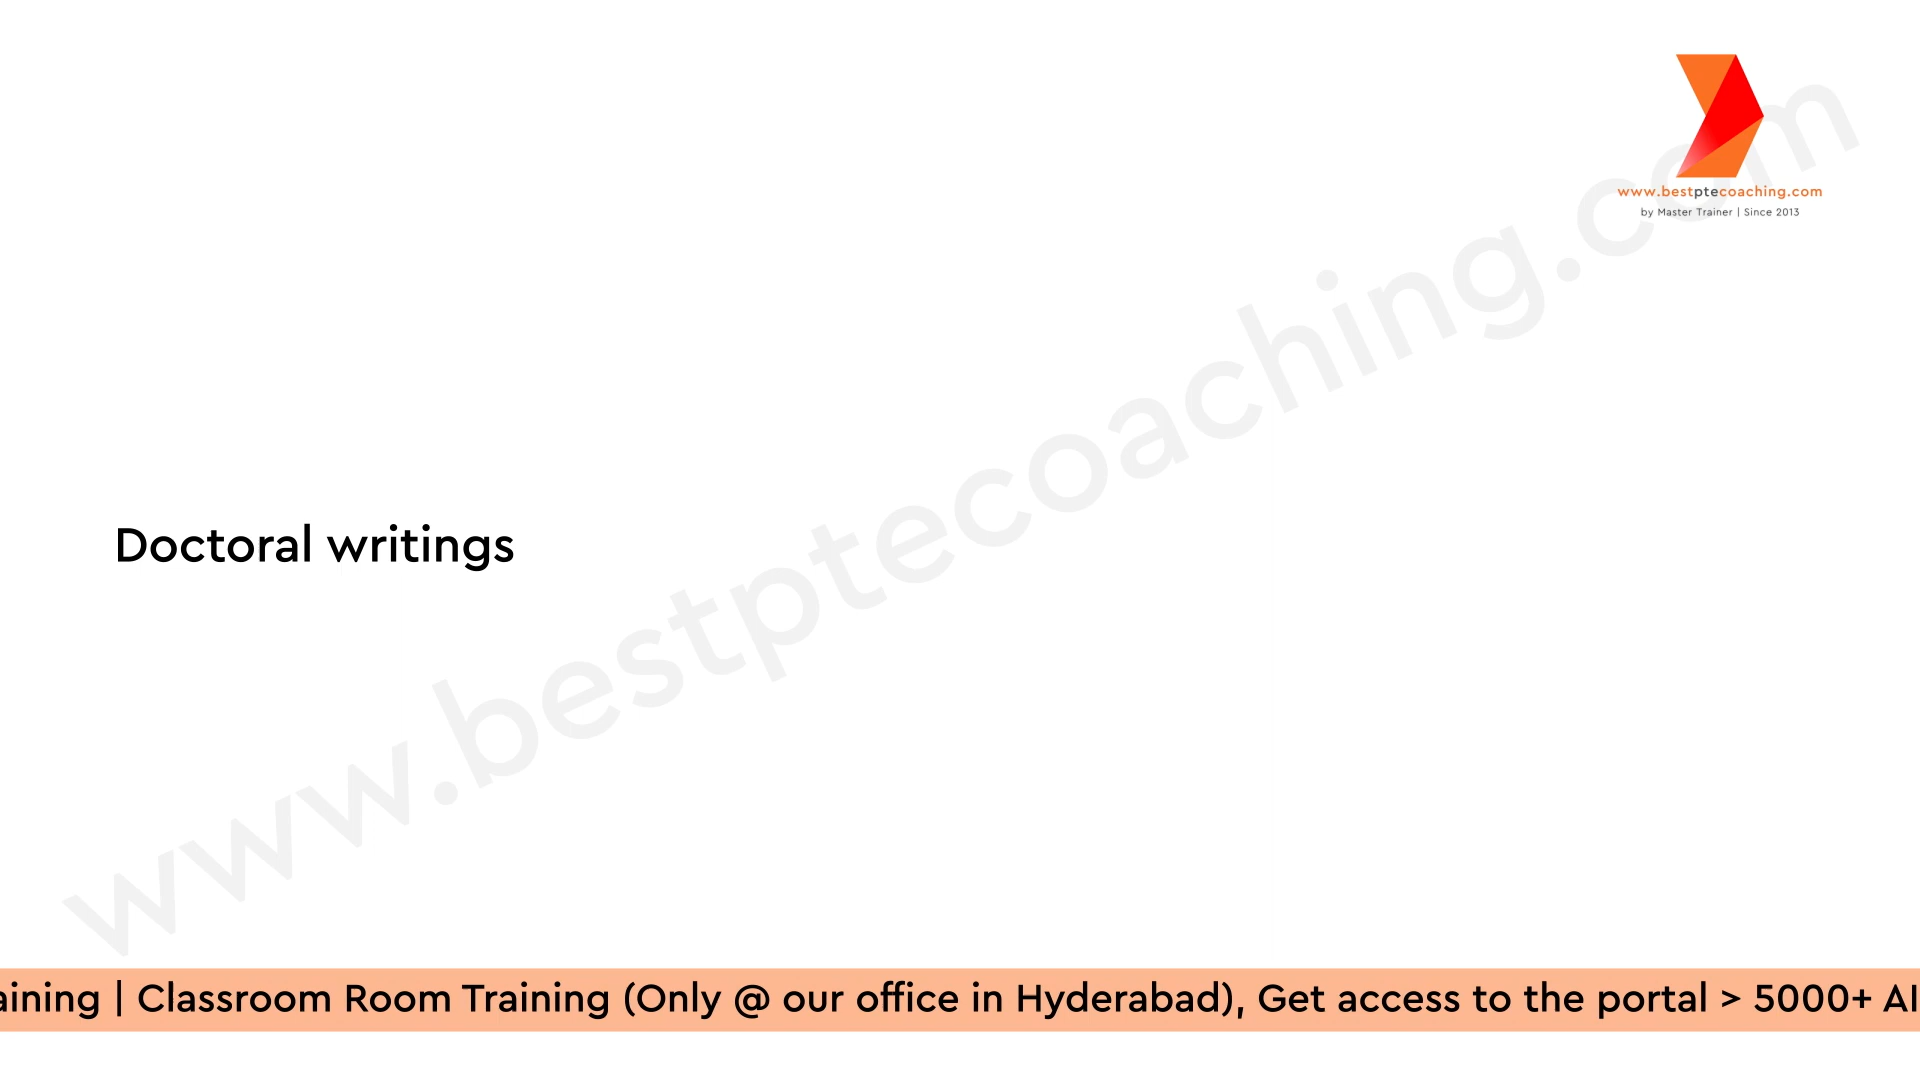 www.bestptecoaching.com
by Master Trainer | Since 2013
www.bestptecoaching.com
Doctoral writings
aining | Classroom Room Training (Only @ our office in Hyderabad), Get access to the portal > 5000+ AI